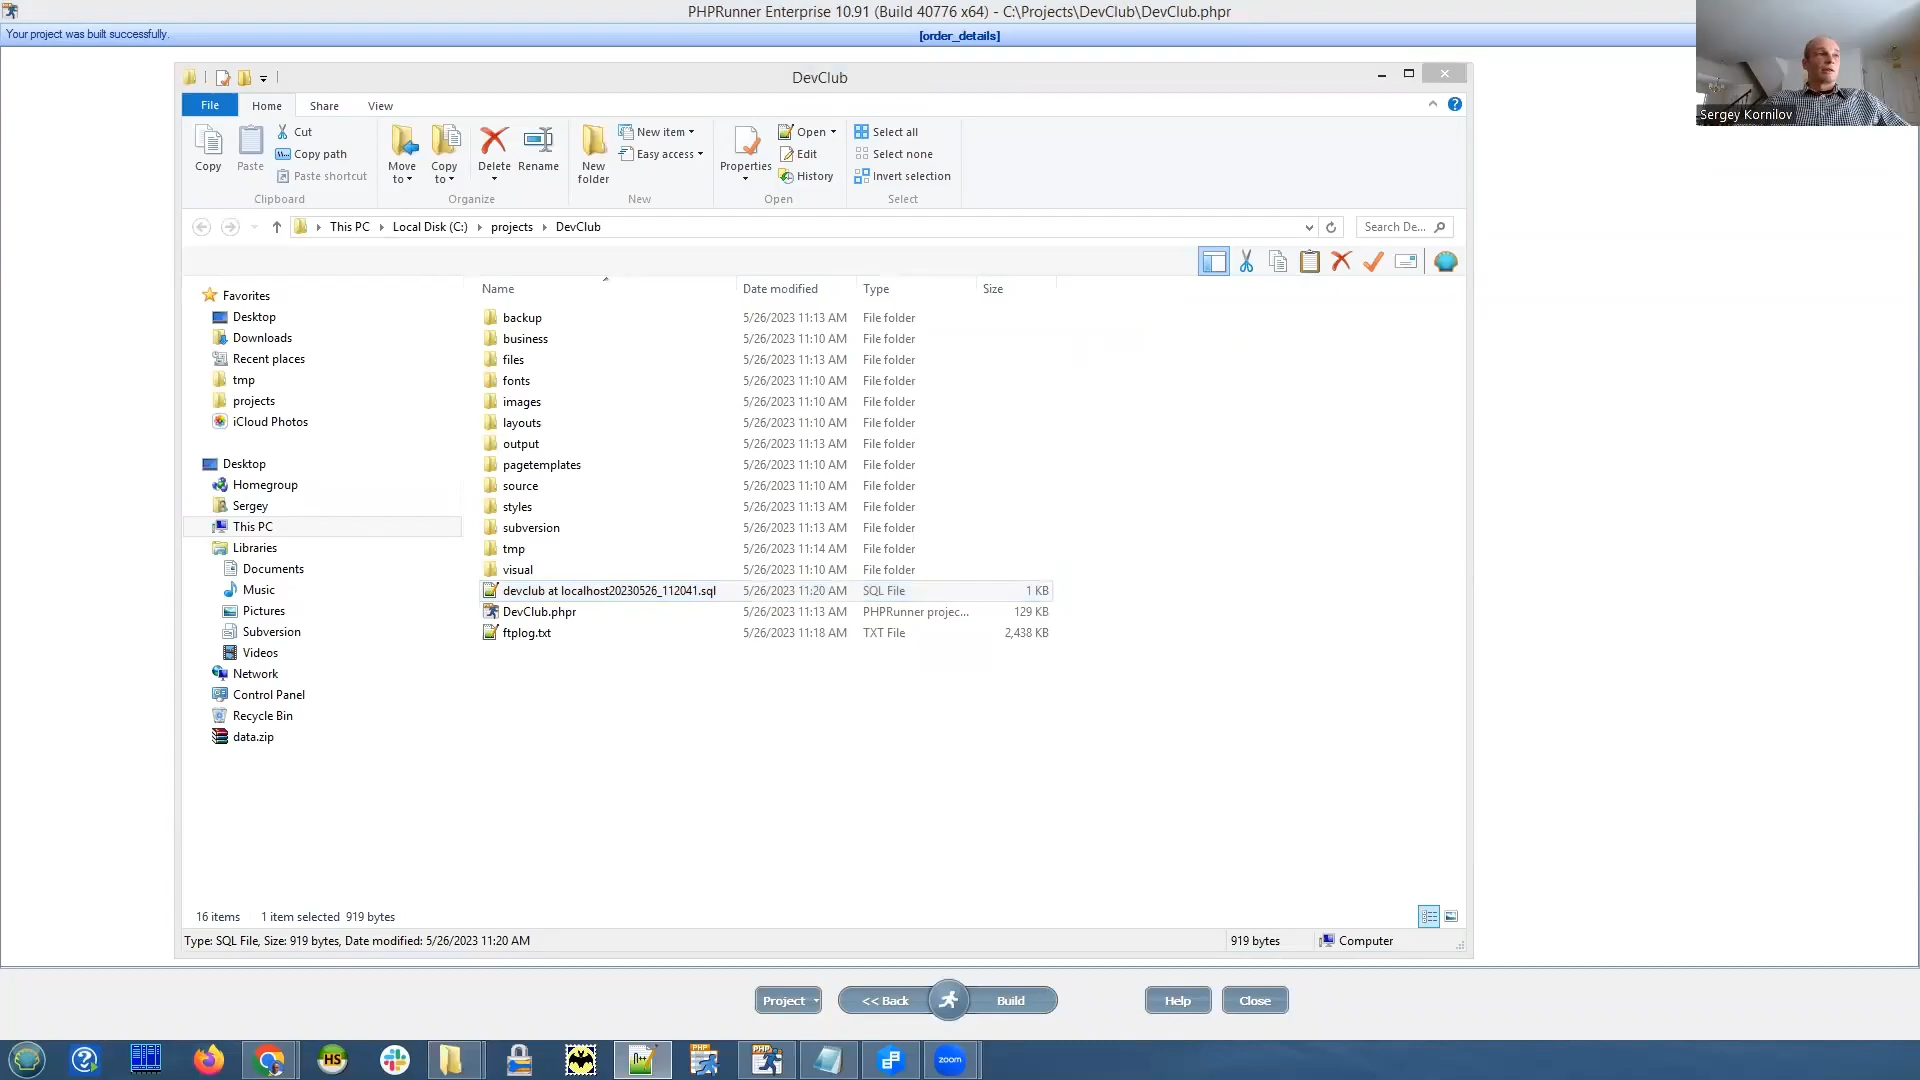 PHPRunner Enterprise 10.91 (Build 40776 x64) - C:\Projects\DevClub\DevClub.phpr
Your project was built successfully.
[order_details]
Sergey Kornilov
DevClub
File Home Share View
Copy
Paste
Cut
Copy path
Paste shortcut
Clipboard
Move to
Copy to
Delete
Rename
Organize
New folder
New item
Easy access
New
Properties
Open
Edit
History
Open
Select all
Select none
Invert selection
Select
This PC Local Disk (C:) projects DevClub
Search De...
Name Date modified Type Size
Favorites
Desktop
Downloads
Recent places
tmp
projects
iCloud Photos
Desktop
Homegroup
Sergey
This PC
Libraries
Documents
Music
Pictures
Subversion
Videos
Network
Control Panel
Recycle Bin
data.zip
backup 5/26/2023 11:13 AM File folder
business 5/26/2023 11:10 AM File folder
files 5/26/2023 11:13 AM File folder
fonts 5/26/2023 11:10 AM File folder
images 5/26/2023 11:10 AM File folder
layouts 5/26/2023 11:10 AM File folder
output 5/26/2023 11:13 AM File folder
pagetemplates 5/26/2023 11:10 AM File folder
source 5/26/2023 11:10 AM File folder
styles 5/26/2023 11:13 AM File folder
subversion 5/26/2023 11:13 AM File folder
tmp 5/26/2023 11:14 AM File folder
visual 5/26/2023 11:10 AM File folder
devclub at localhost20230526_112041.sql 5/26/2023 11:20 AM SQL File 1 KB
DevClub.phpr 5/26/2023 11:13 AM PHPRunner projec... 129 KB
ftplog.txt 5/26/2023 11:18 AM TXT File 2,438 KB
16 items 1 item selected 919 bytes
Type: SQL File, Size: 919 bytes, Date modified: 5/26/2023 11:20 AM
919 bytes
Computer
Project
<< Back
Build
Help
Close
HS
PHP
PHP
zoom